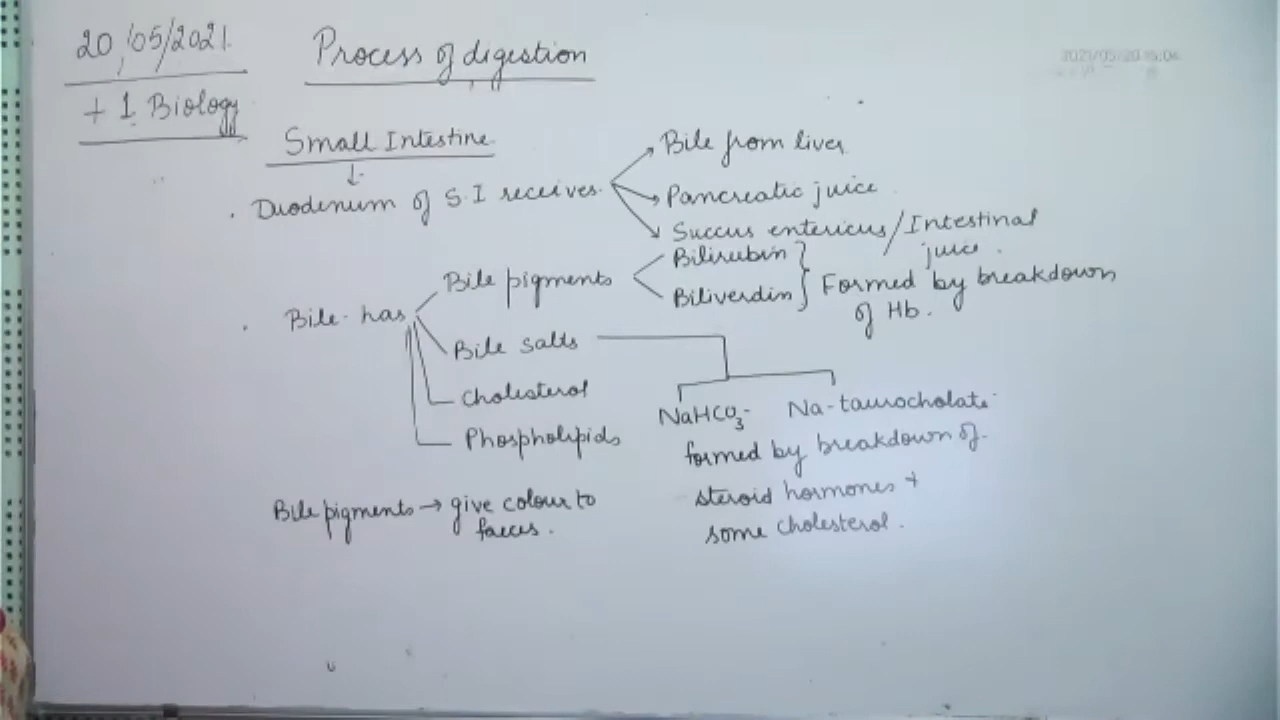 20/05/2021
Process of digestion
+ 1 Biology
Small Intestine
Duodenum of S.I receives
Bile from liver
Pancreatic juice
Succus entericus/Intestinal juice.
Bile has
Bile pigments
Bilirubin
Biliverdin
Formed by breakdown
of Hb.
Bile salts
Cholesterol
Phospholipids
NaHCO3- Na-taurocholate
formed by breakdown of
steroid hormones +
some cholesterol.
Bile pigments → give colour to
faeces.